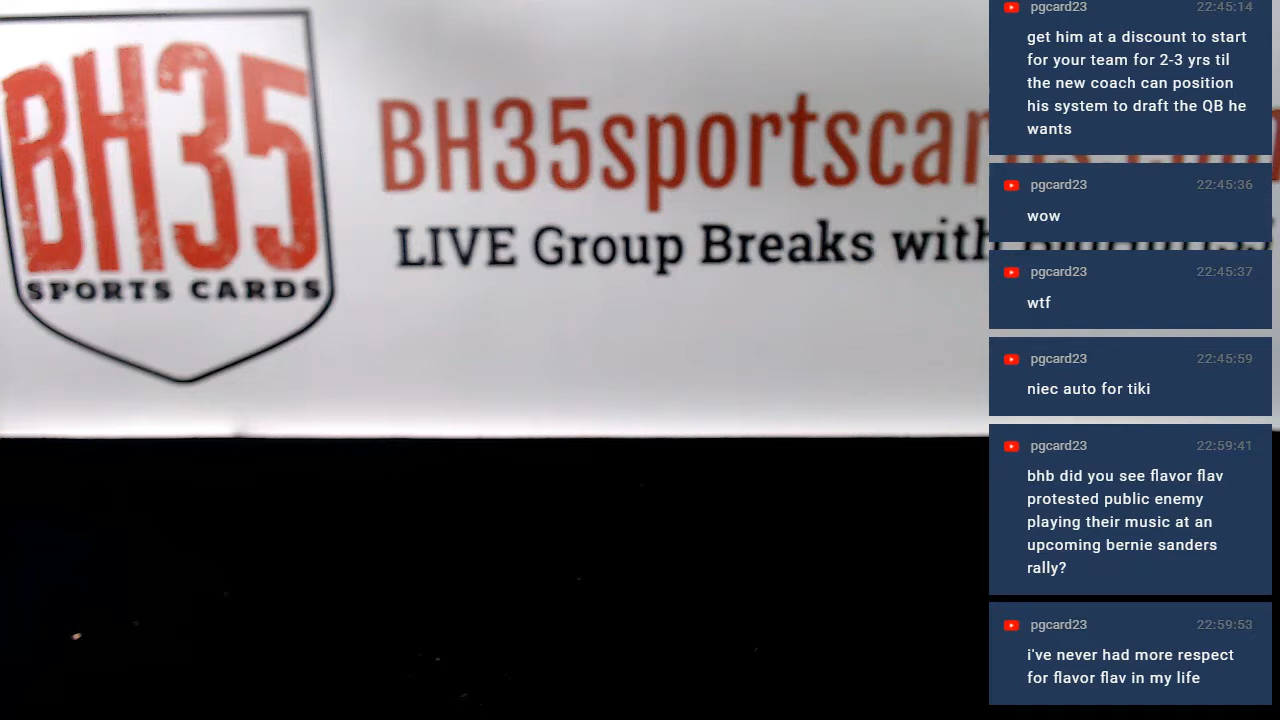 BH35
SPORTS CARDS
BH35sportscar
LIVE Group Breaks with
pgcard23 22:45:14
get him at a discount to start
for your team for 2-3 yrs til
the new coach can position
his system to draft the QB he
wants
pgcard23 22:45:36
wow
pgcard23 22:45:37
wtf
pgcard23 22:45:59
niec auto for tiki
pgcard23 22:59:41
bhb did you see flavor flav
protested public enemy
playing their music at an
upcoming bernie sanders
rally?
pgcard23 22:59:53
i've never had more respect
for flavor flav in my life